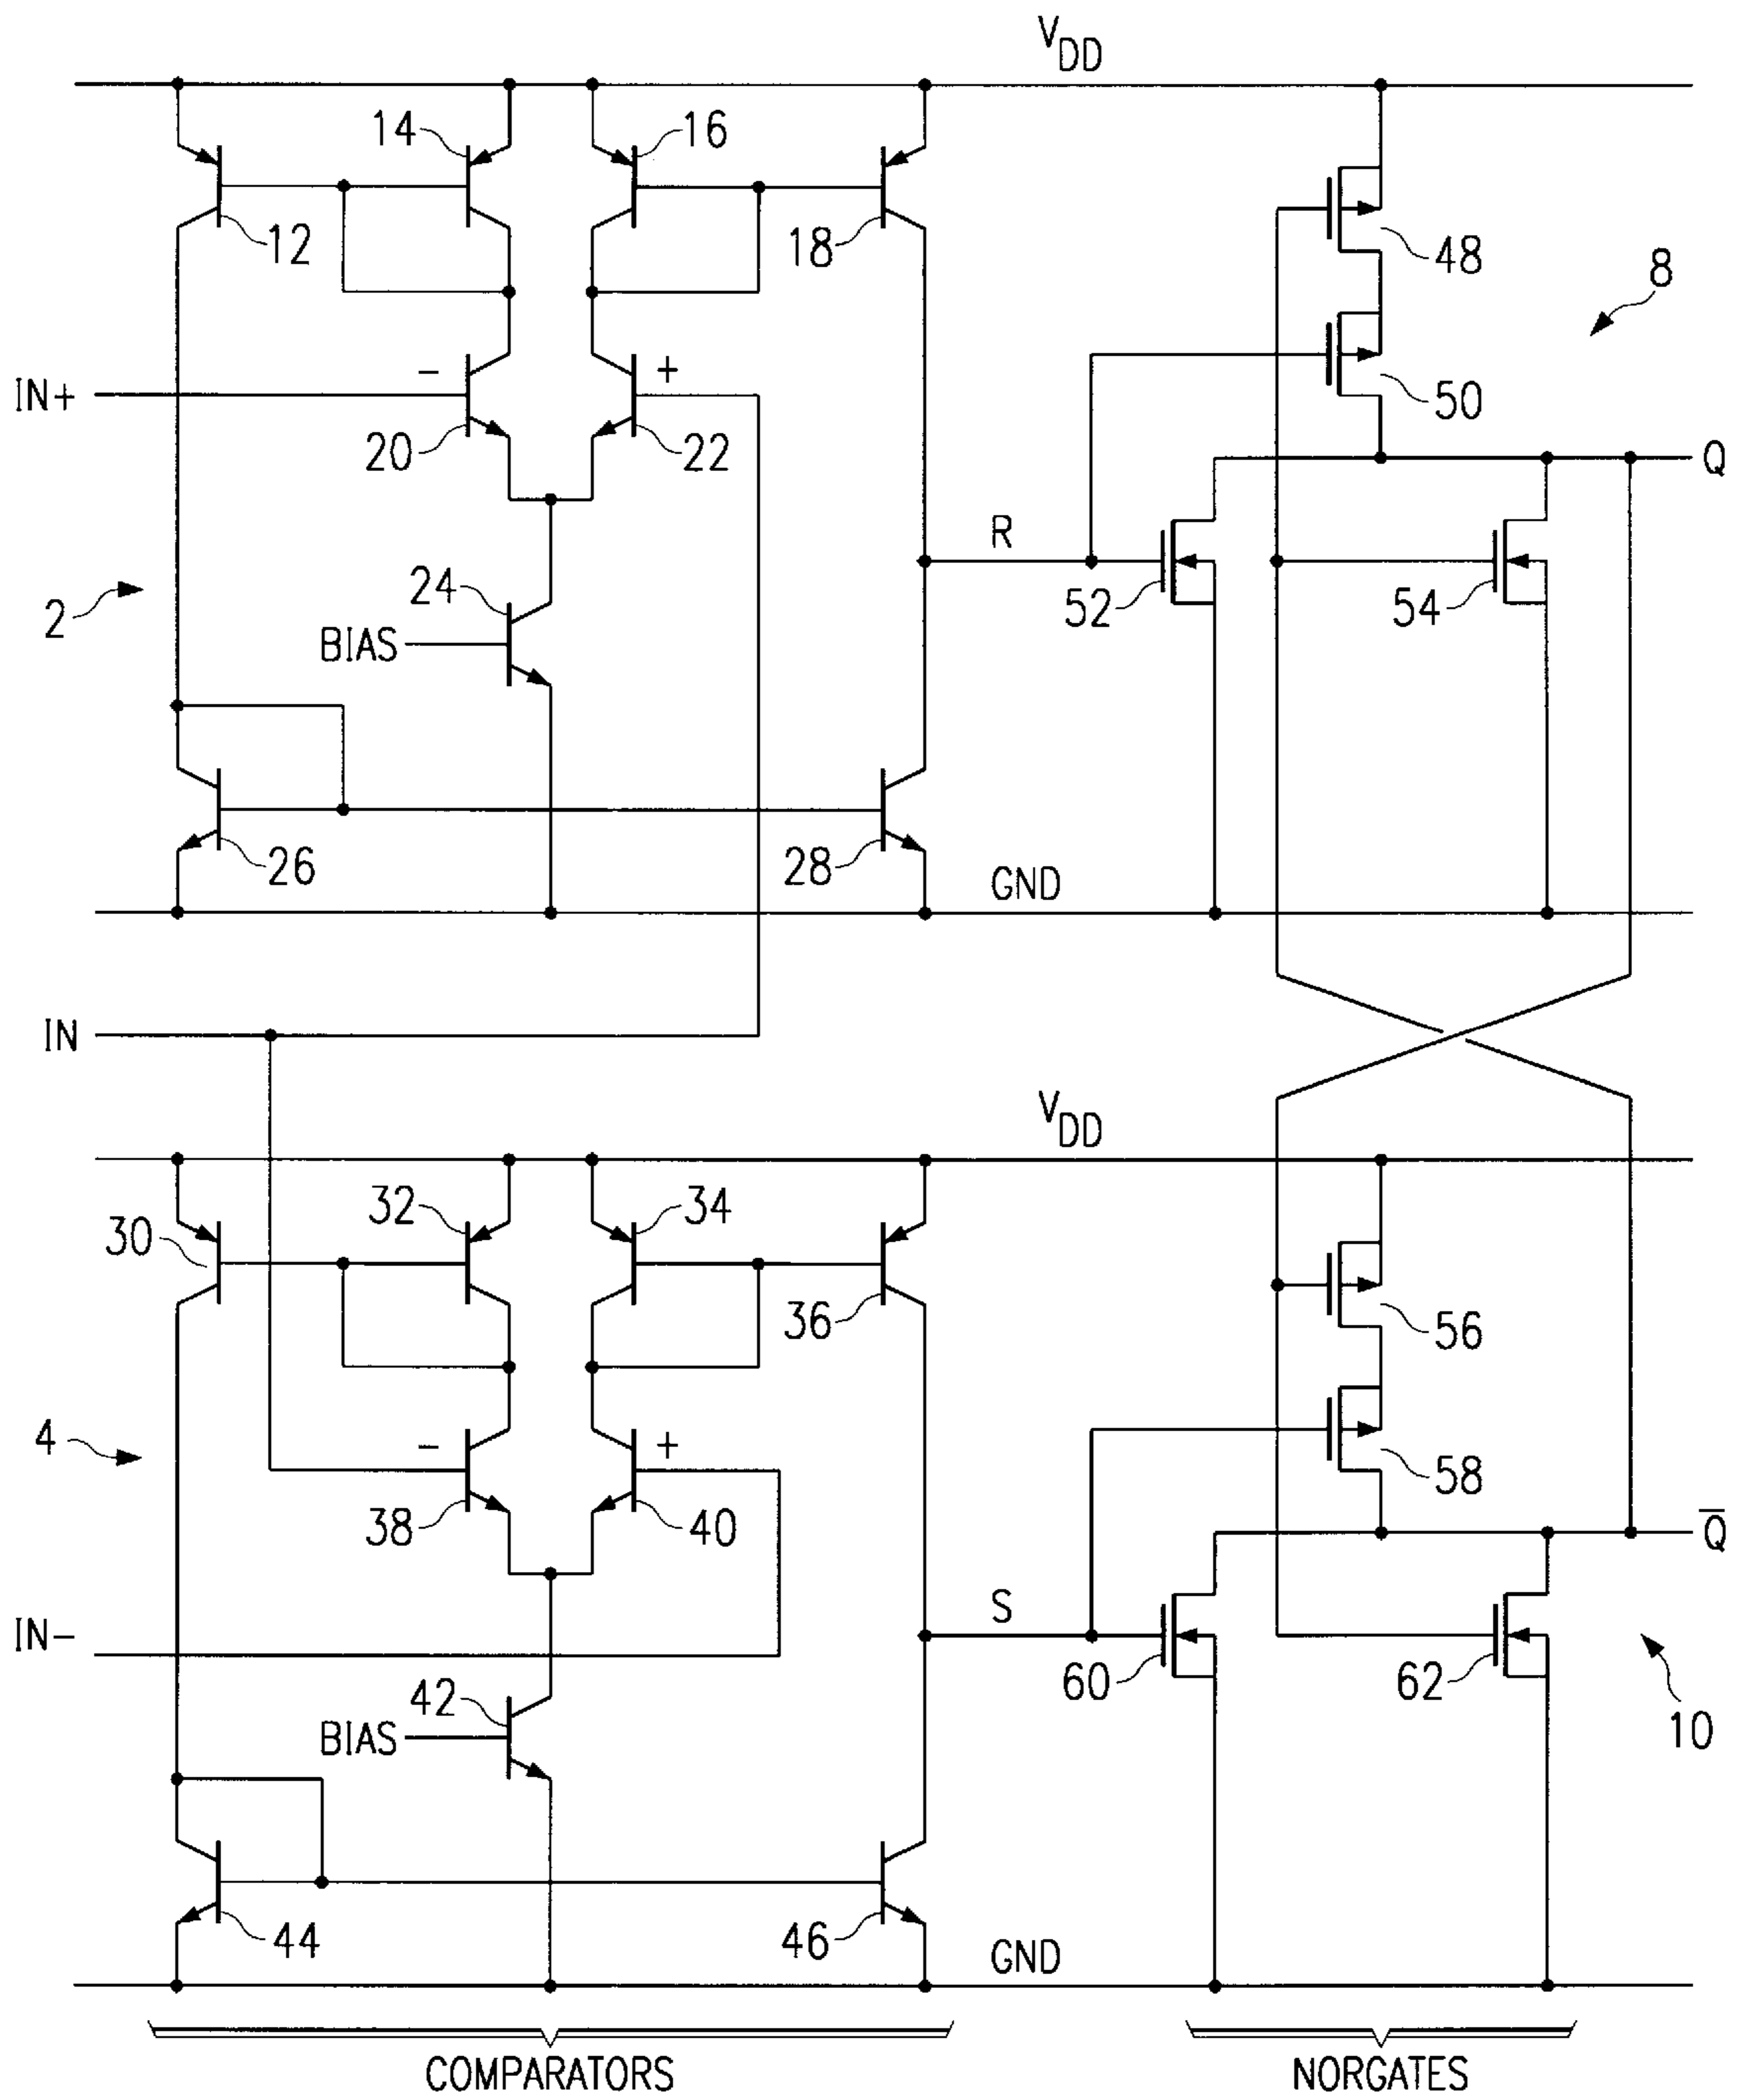 V_DD
14
16
12
18
48
8
IN+
-
+
50
20
22
Q
R
24
52
54
2
BIAS
26
28
GND
IN
V_DD
32
34
30
36
56
4
-
+
58
38
40
Q̅
S
IN-
60
62
42
BIAS
10
44
46
GND
COMPARATORS
NORGATES